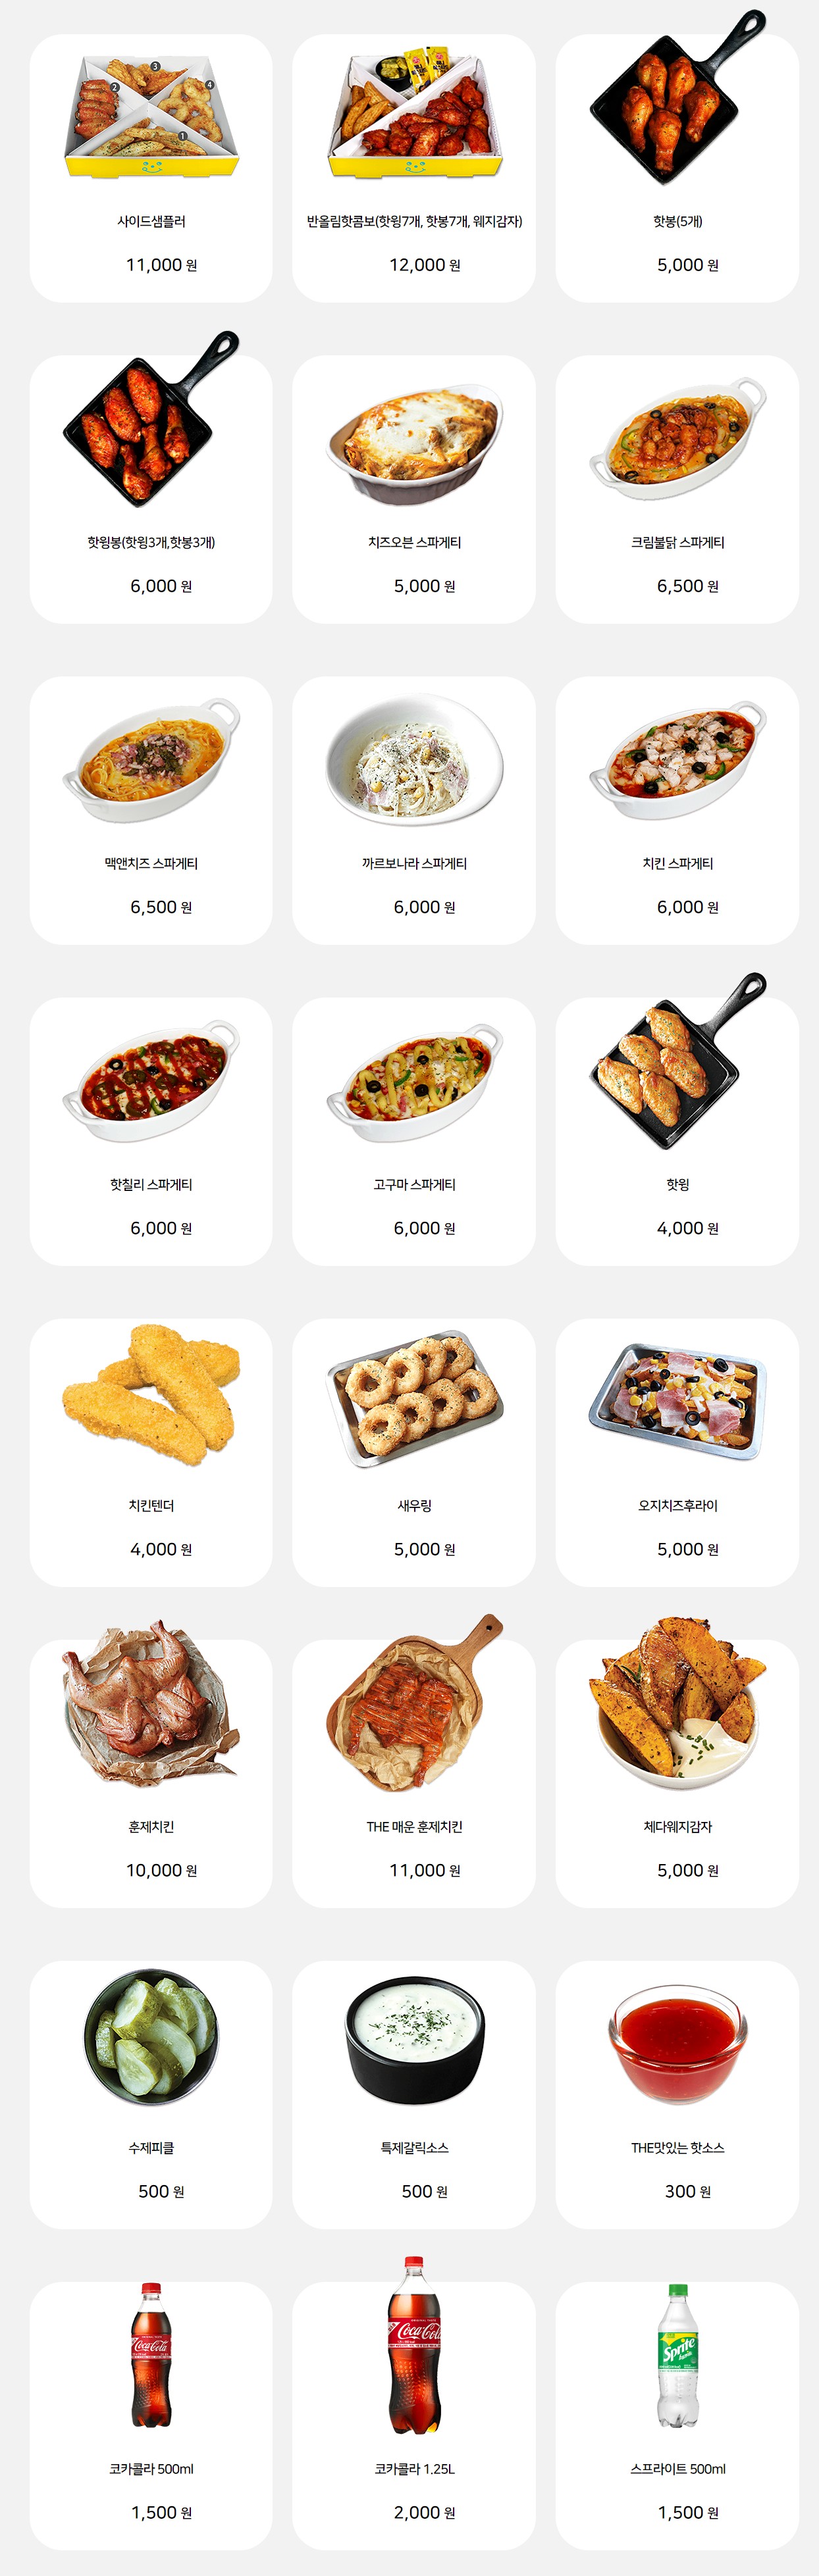 3
2
4
1
사이드샘플러
11,000 원
반올림핫콤보(핫윙7개, 핫봉7개, 웨지감자)
12,000 원
핫봉(5개)
5,000 원
핫윙봉(핫윙3개,핫봉3개)
6,000 원
치즈오븐 스파게티
5,000 원
크림불닭 스파게티
6,500 원
맥앤치즈 스파게티
6,500 원
까르보나라 스파게티
6,000 원
치킨 스파게티
6,000 원
핫칠리 스파게티
6,000 원
고구마 스파게티
6,000 원
핫윙
4,000 원
치킨텐더
4,000 원
새우링
5,000 원
오지치즈후라이
5,000 원
훈제치킨
10,000 원
THE 매운 훈제치킨
11,000 원
체다웨지감자
5,000 원
수제피클
500 원
특제갈릭소스
500 원
THE맛있는 핫소스
300 원
Coca-Cola
코카콜라 500ml
1,500 원
Coca-Cola
코카콜라 1.25L
2,000 원
Sprite
스프라이트 500ml
1,500 원